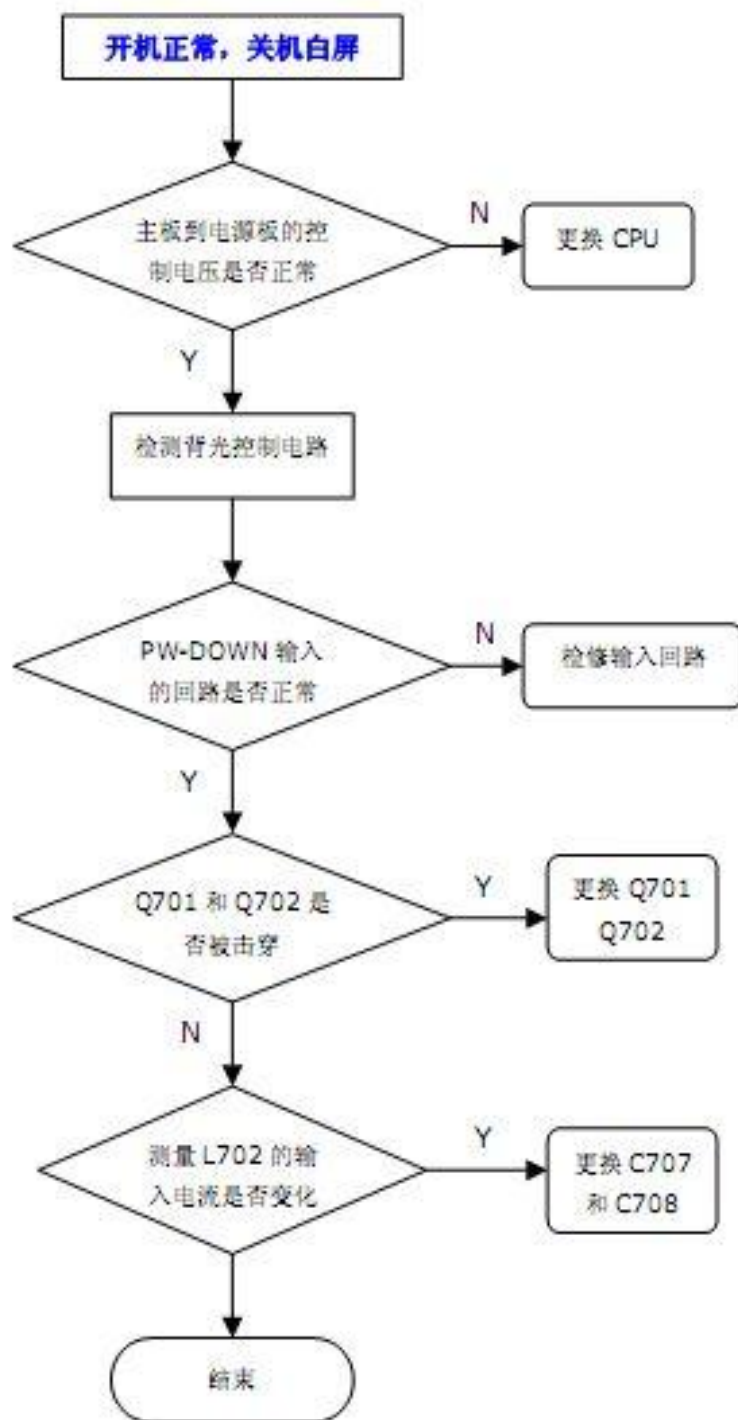 开机正常，关机白屏
主板到电源板的控
制电压是否正常
N
更换 CPU
Y
检测背光控制电路
PW-DOWN 输入
的回路是否正常
N
检修输入回路
Y
Q701 和 Q702 是
否被击穿
Y
更换 Q701
Q702
N
测量 L702 的输
入电流是否变化
Y
更换 C707
和 C708
结束